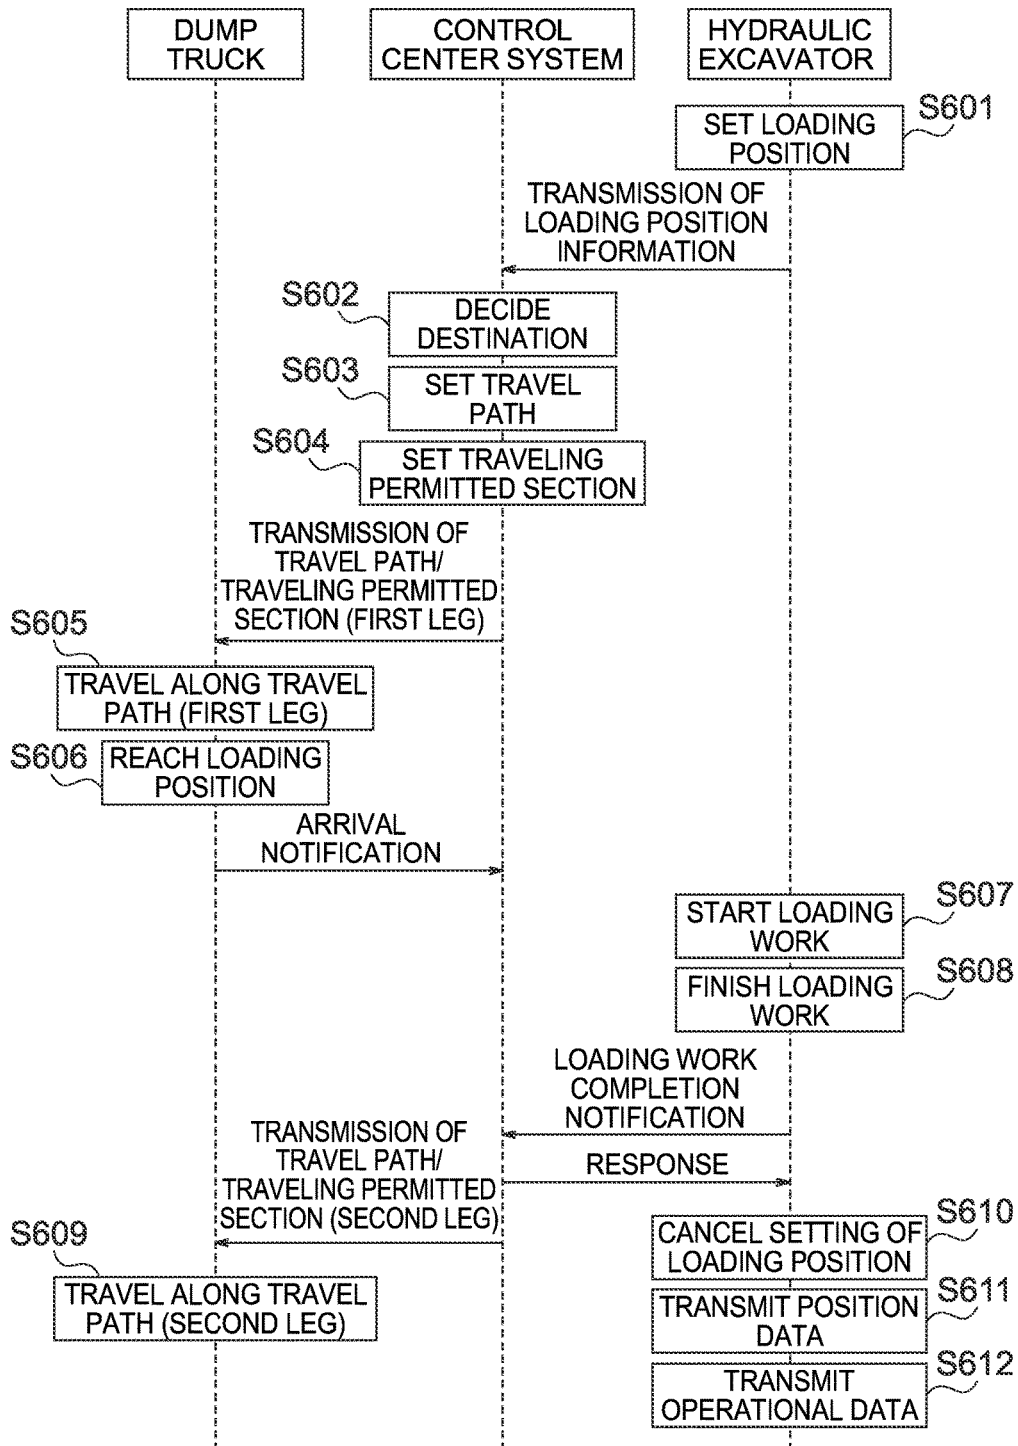 DUMP
TRUCK
CONTROL
CENTER SYSTEM
HYDRAULIC
EXCAVATOR
S601
SET LOADING
POSITION
TRANSMISSION OF
LOADING POSITION
INFORMATION
S602
DECIDE
DESTINATION
S603
SET TRAVEL
PATH
S604
SET TRAVELING
PERMITTED SECTION
TRANSMISSION OF
TRAVEL PATH/
TRAVELING PERMITTED
SECTION (FIRST LEG)
S605
TRAVEL ALONG TRAVEL
PATH (FIRST LEG)
S606
REACH LOADING
POSITION
ARRIVAL
NOTIFICATION
S607
START LOADING
WORK
S608
FINISH LOADING
WORK
LOADING WORK
COMPLETION
NOTIFICATION
TRANSMISSION OF
TRAVEL PATH/
TRAVELING PERMITTED
SECTION (SECOND LEG)
RESPONSE
S609
TRAVEL ALONG TRAVEL
PATH (SECOND LEG)
S610
CANCEL SETTING OF
LOADING POSITION
S611
TRANSMIT POSITION
DATA
S612
TRANSMIT
OPERATIONAL DATA